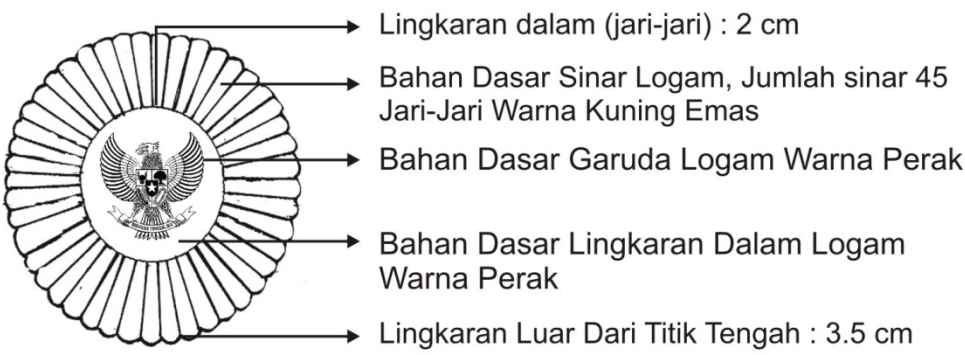 Lingkaran dalam (jari-jari) : 2 cm
Bahan Dasar Sinar Logam, Jumlah sinar 45
Jari-Jari Warna Kuning Emas
Bahan Dasar Garuda Logam Warna Perak
Bahan Dasar Lingkaran Dalam Logam
Warna Perak
Lingkaran Luar Dari Titik Tengah : 3.5 cm